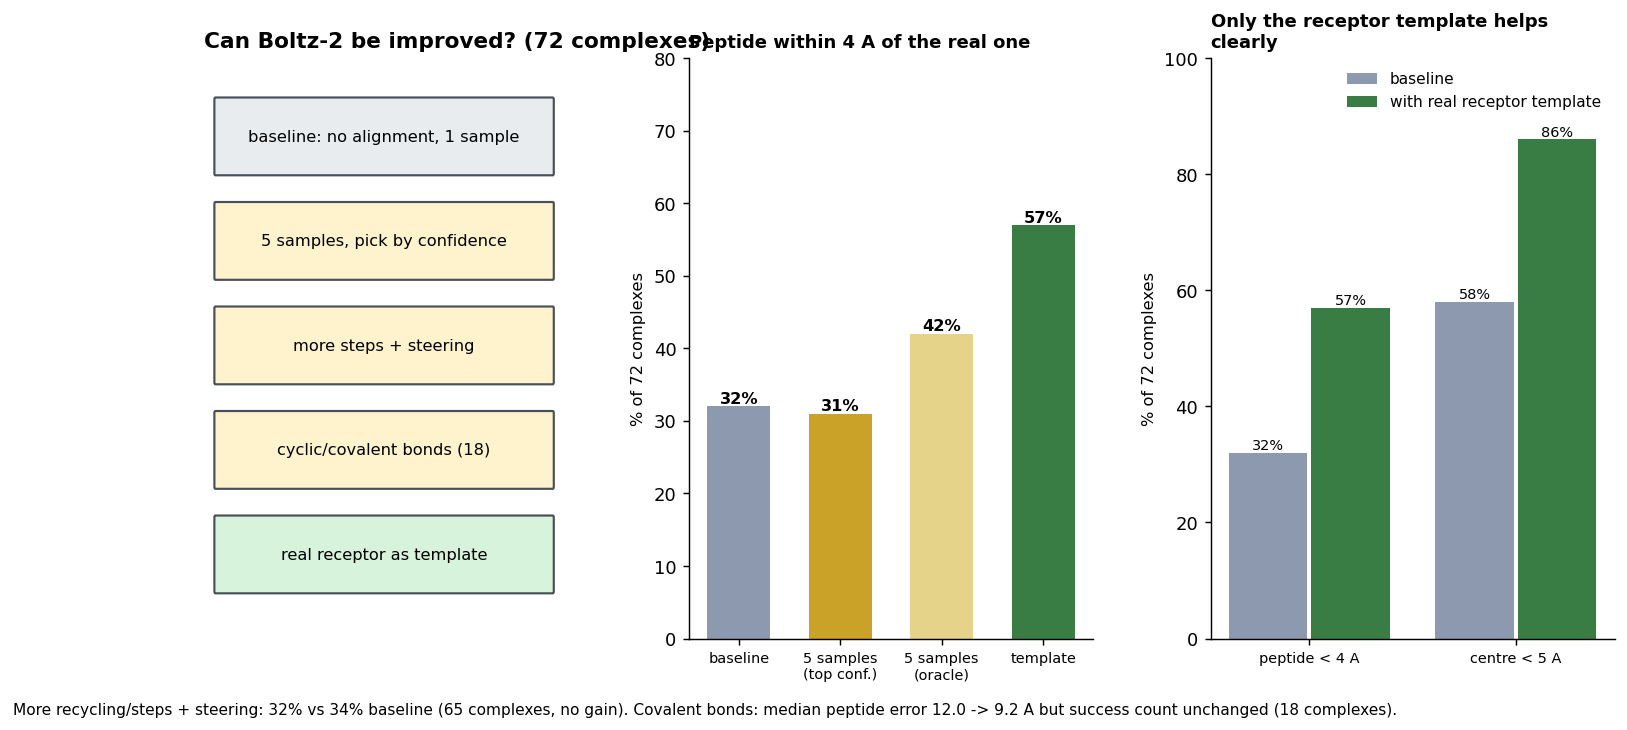 Can Boltz-2 be improved? (72 complexes)
baseline: no alignment, 1 sample
5 samples, pick by confidence
more steps + steering
cyclic/covalent bonds (18)
real receptor as template
Peptide within 4 A of the real one
% of 72 complexes
80
70
60
50
40
30
20
10
0
32%
31%
42%
57%
baseline
5 samples
(top conf.)
5 samples
(oracle)
template
Only the receptor template helps
clearly
baseline
with real receptor template
% of 72 complexes
100
80
60
40
20
0
32%
57%
58%
86%
peptide < 4 A
centre < 5 A
More recycling/steps + steering: 32% vs 34% baseline (65 complexes, no gain). Covalent bonds: median peptide error 12.0 -> 9.2 A but success count unchanged (18 complexes).